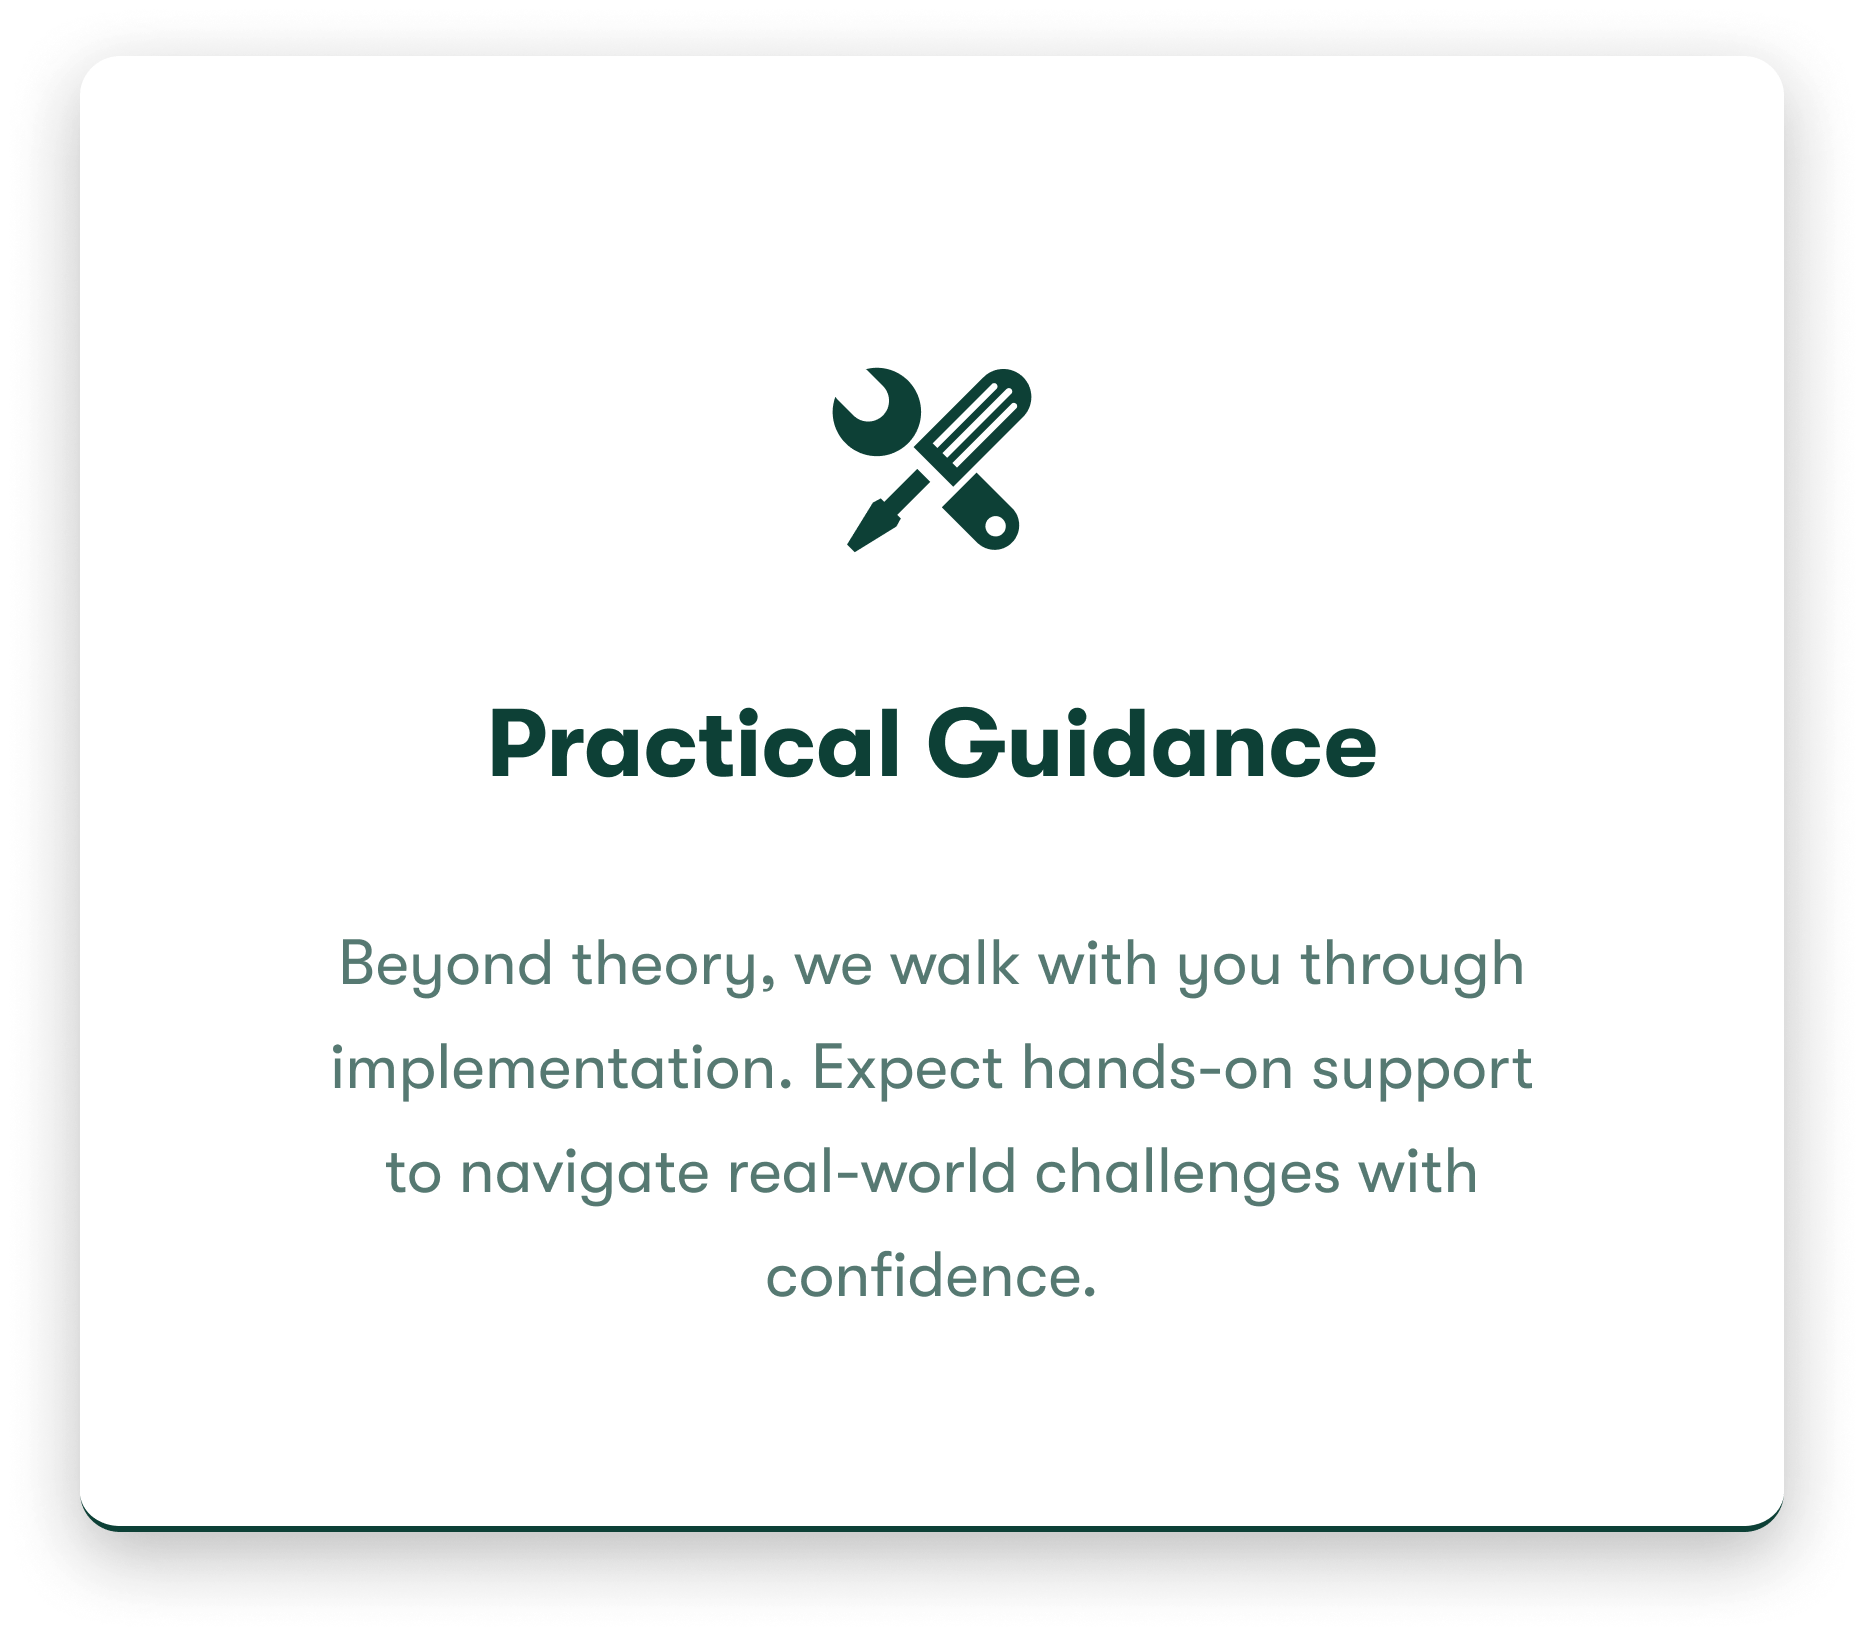 Practical Guidance
Beyond theory, we walk with you through
implementation. Expect hands-on support
to navigate real-world challenges with
confidence.